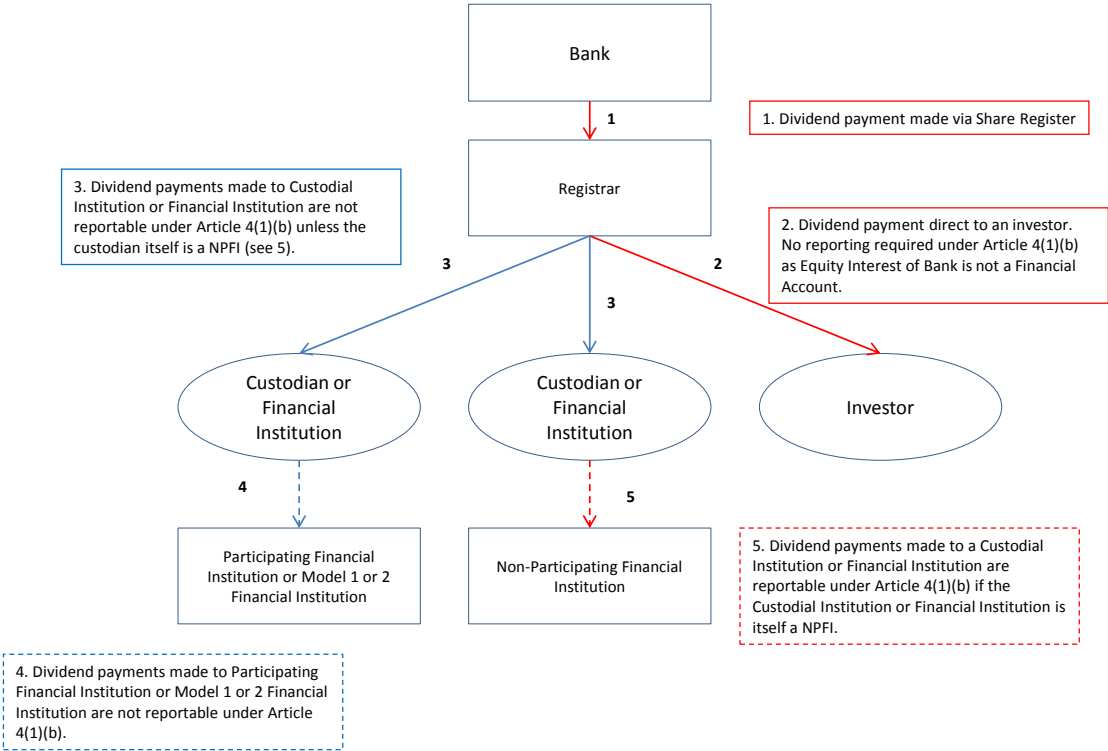 Bank
1
1. Dividend payment made via Share Register
Registrar
3. Dividend payments made to Custodial
Institution or Financial Institution are not
reportable under Article 4(1)(b) unless the
custodian itself is a NPFI (see 5).
2. Dividend payment direct to an investor.
No reporting required under Article 4(1)(b)
as Equity Interest of Bank is not a Financial
Account.
3
3
2
Custodian or
Financial
Institution
Custodian or
Financial
Institution
Investor
4
5
Participating Financial
Institution or Model 1 or 2
Financial Institution
Non-Participating Financial
Institution
5. Dividend payments made to a Custodial
Institution or Financial Institution are
reportable under Article 4(1)(b) if the
Custodial Institution or Financial Institution is
itself a NPFI.
4. Dividend payments made to Participating
Financial Institution or Model 1 or 2 Financial
Institution are not reportable under Article
4(1)(b).